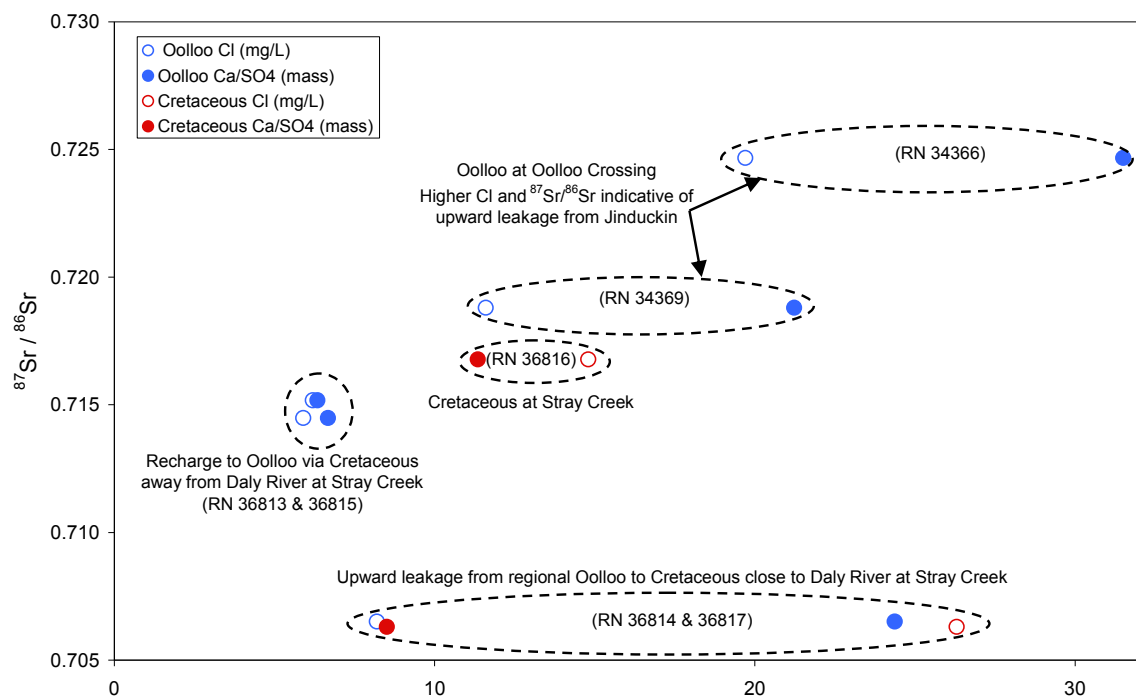 0.730
0.725
0.720
0.715
0.710
0.705
87Sr / 86Sr
Oolloo Cl (mg/L)
Oolloo Ca/SO4 (mass)
Cretaceous Cl (mg/L)
Cretaceous Ca/SO4 (mass)
(RN 34366)
Oolloo at Oolloo Crossing
Higher Cl and 87Sr/86Sr indicative of
upward leakage from Jinduckin
(RN 34369)
(RN 36816)
Cretaceous at Stray Creek
Recharge to Oolloo via Cretaceous
away from Daly River at Stray Creek
(RN 36813 & 36815)
Upward leakage from regional Oolloo to Cretaceous close to Daly River at Stray Creek
(RN 36814 & 36817)
0
10
20
30